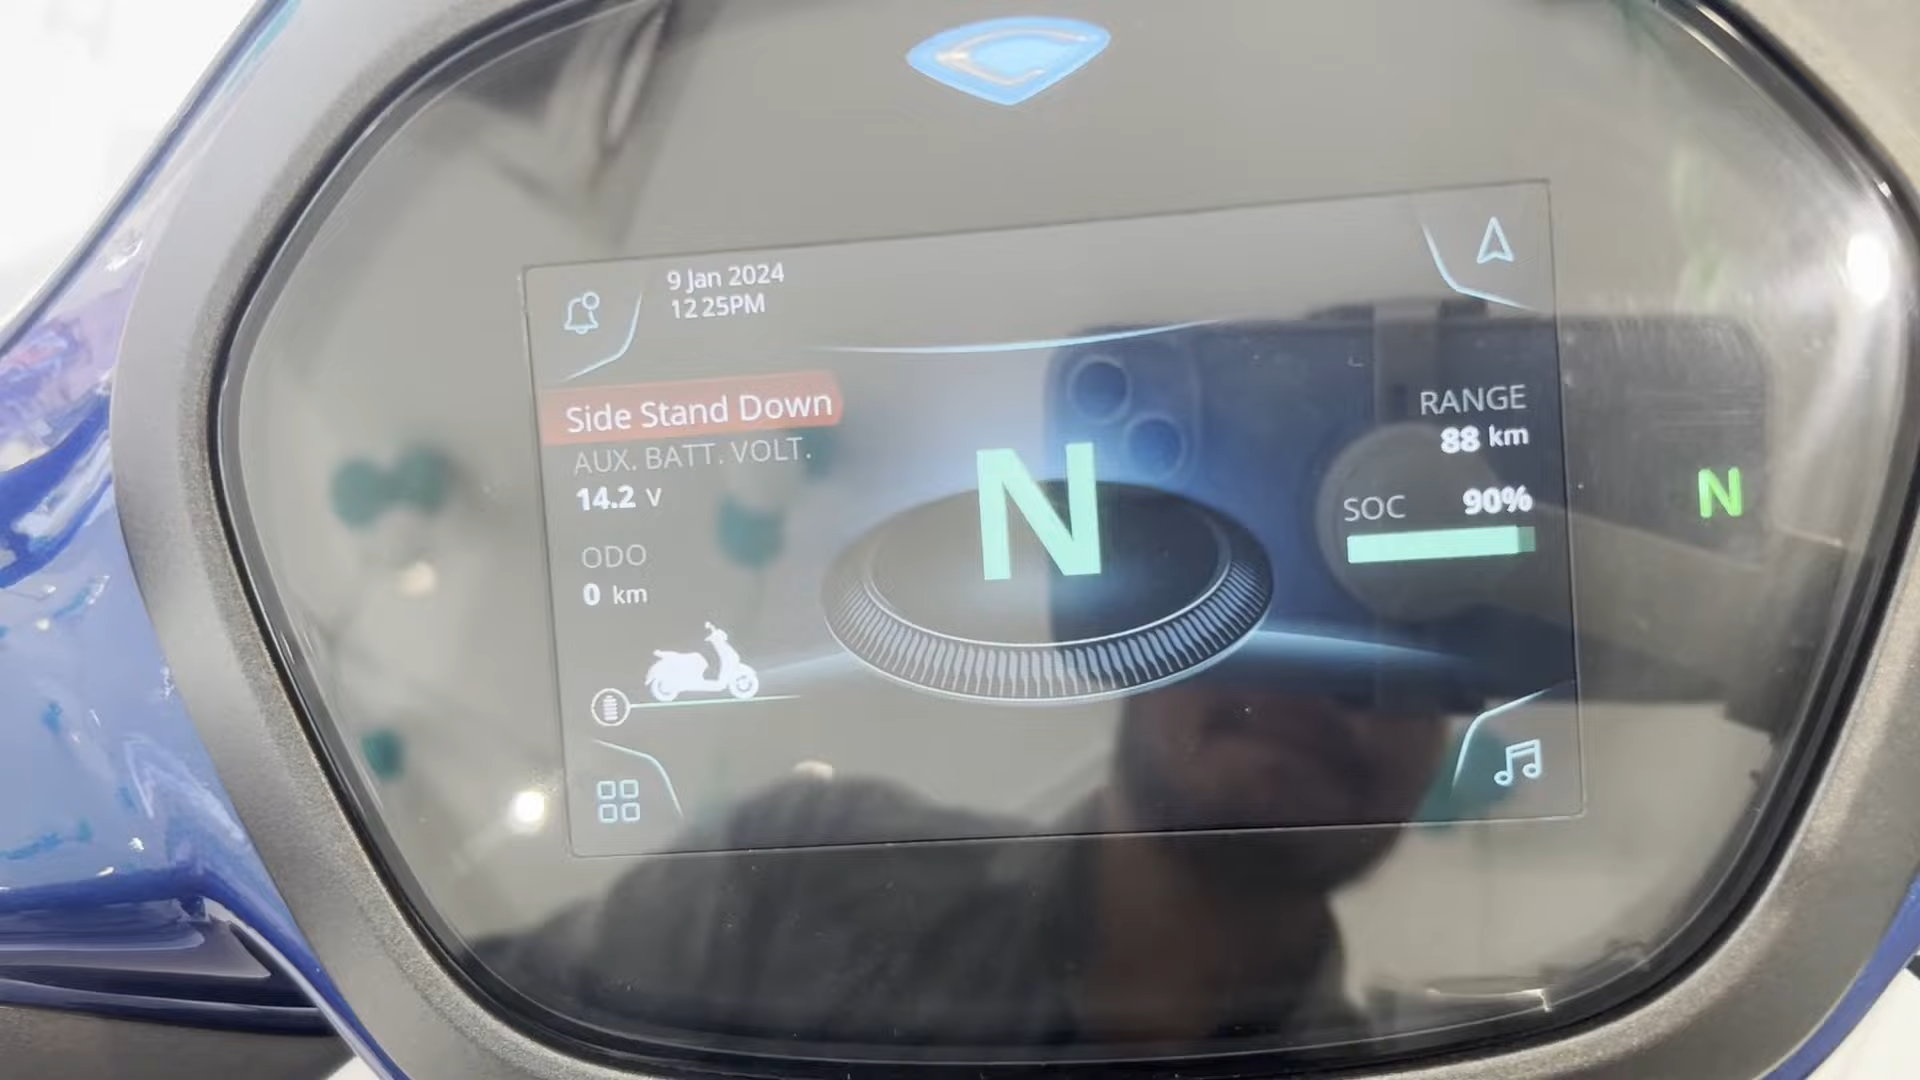 9 Jan 2024
12 25PM
Side Stand Down
AUX. BATT. VOLT.
14.2 V
ODO
0 km
N
RANGE
88 km
SOC 90%
N